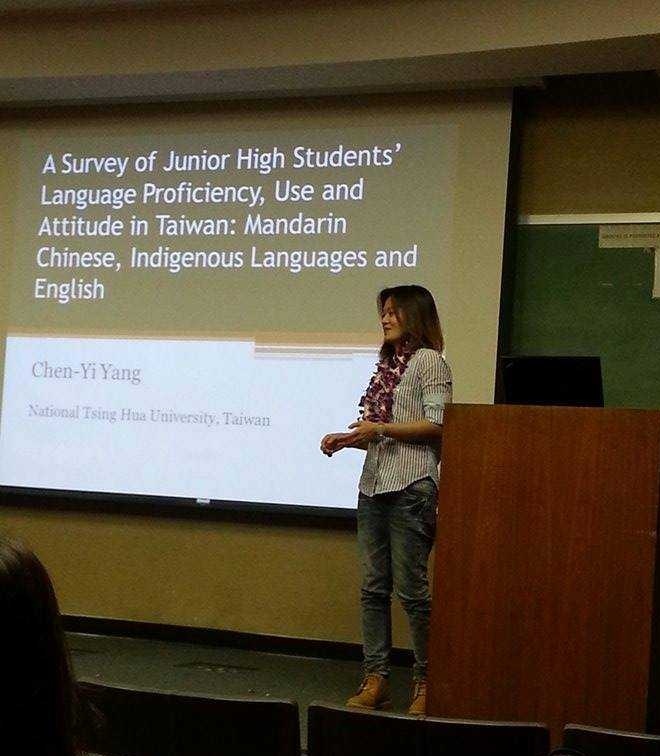 A Survey of Junior High Students'
Language Proficiency, Use and
Attitude in Taiwan: Mandarin
Chinese, Indigenous Languages and
English
Chen-Yi Yang
National Tsing Hua University, Taiwan